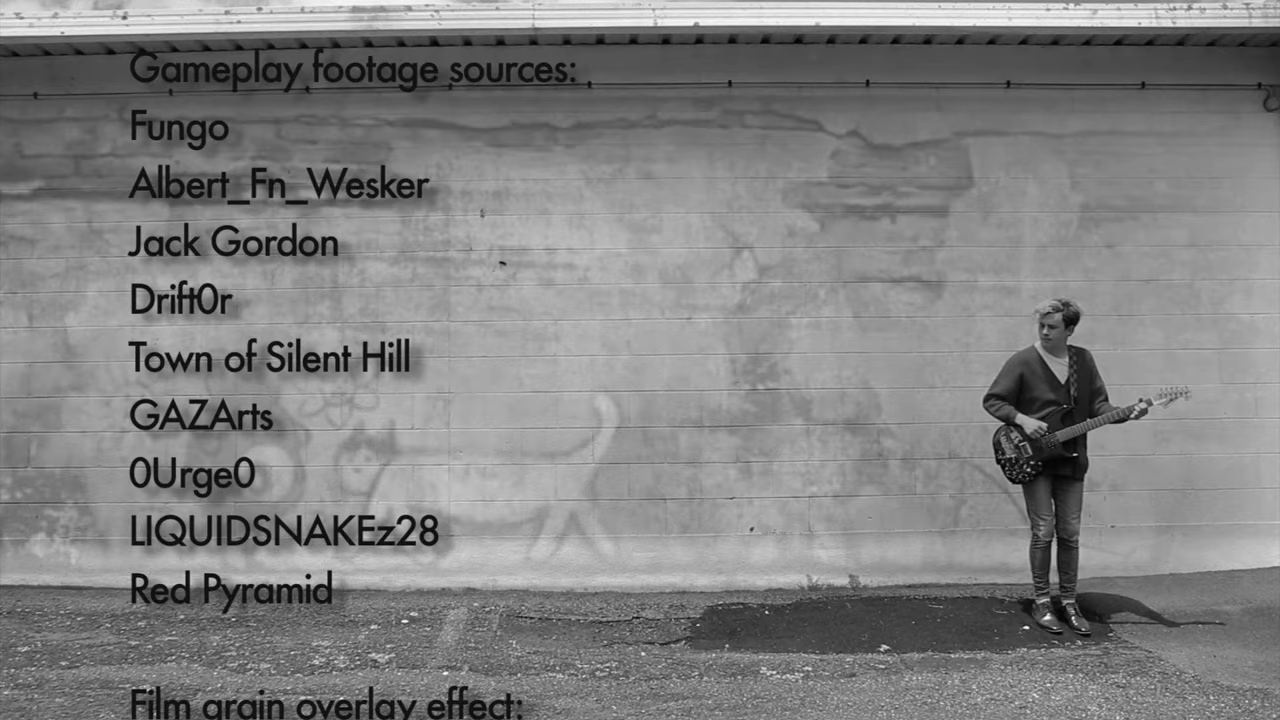 Gameplay footage sources:
Fungo
Albert_Fn_Wesker
Jack Gordon
Drift0r
Town of Silent Hill
GAZArts
0Urge0
LIQUIDSNAKEz28
Red Pyramid
Film grain overlay effect: